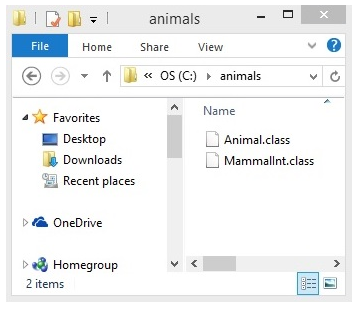 animals
File Home Share View
« OS (C:) animals
Favorites
Desktop
Downloads
Recent places
OneDrive
Homegroup
Name
Animal.class
MammalInt.class
2 items